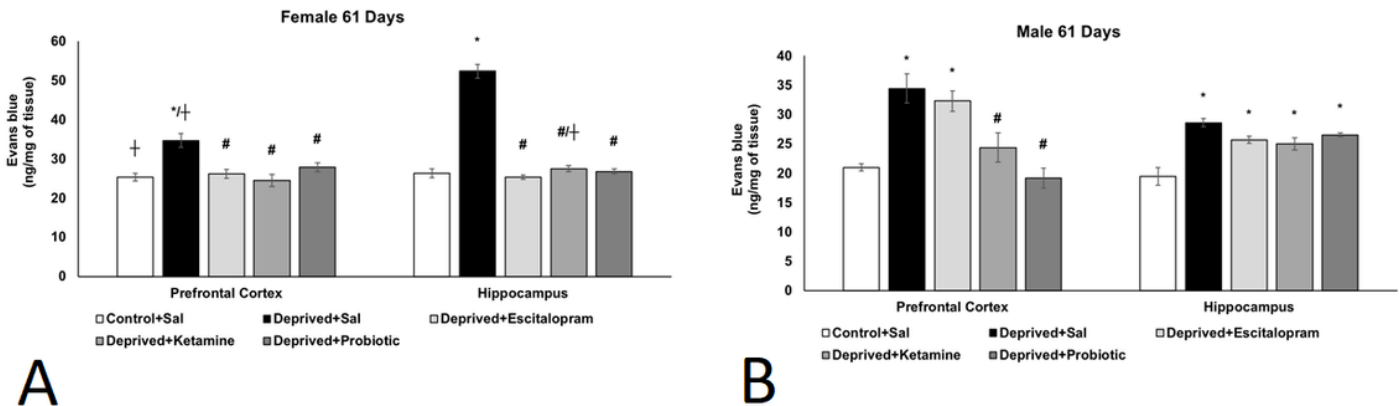 Female 61 Days
Evans blue
(ng/mg of tissue)
60
50
40
30
20
10
0
┼
*/┼
#
#
#
*
#
#/┼
#
Prefrontal Cortex
Hippocampus
Control+Sal
Deprived+Sal
Deprived+Escitalopram
Deprived+Ketamine
Deprived+Probiotic
A
Male 61 Days
Evans blue
(ng/mg of tissue)
40
35
30
25
20
15
10
5
0
*
*
#
#
*
*
*
*
Prefrontal Cortex
Hippocampus
Control+Sal
Deprived+Sal
Deprived+Escitalopram
Deprived+Ketamine
Deprived+Probiotic
B